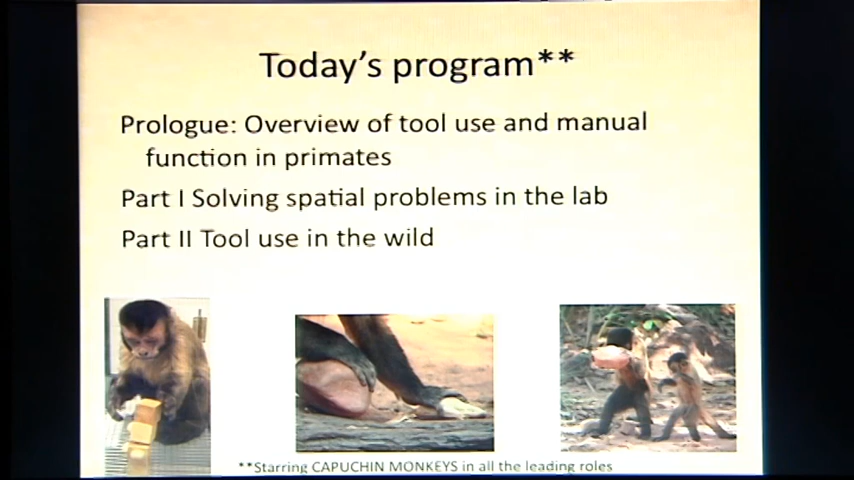 Today's program**
Prologue: Overview of tool use and manual
function in primates
Part I Solving spatial problems in the lab
Part II Tool use in the wild
**Starring CAPUCHIN MONKEYS in all the leading roles